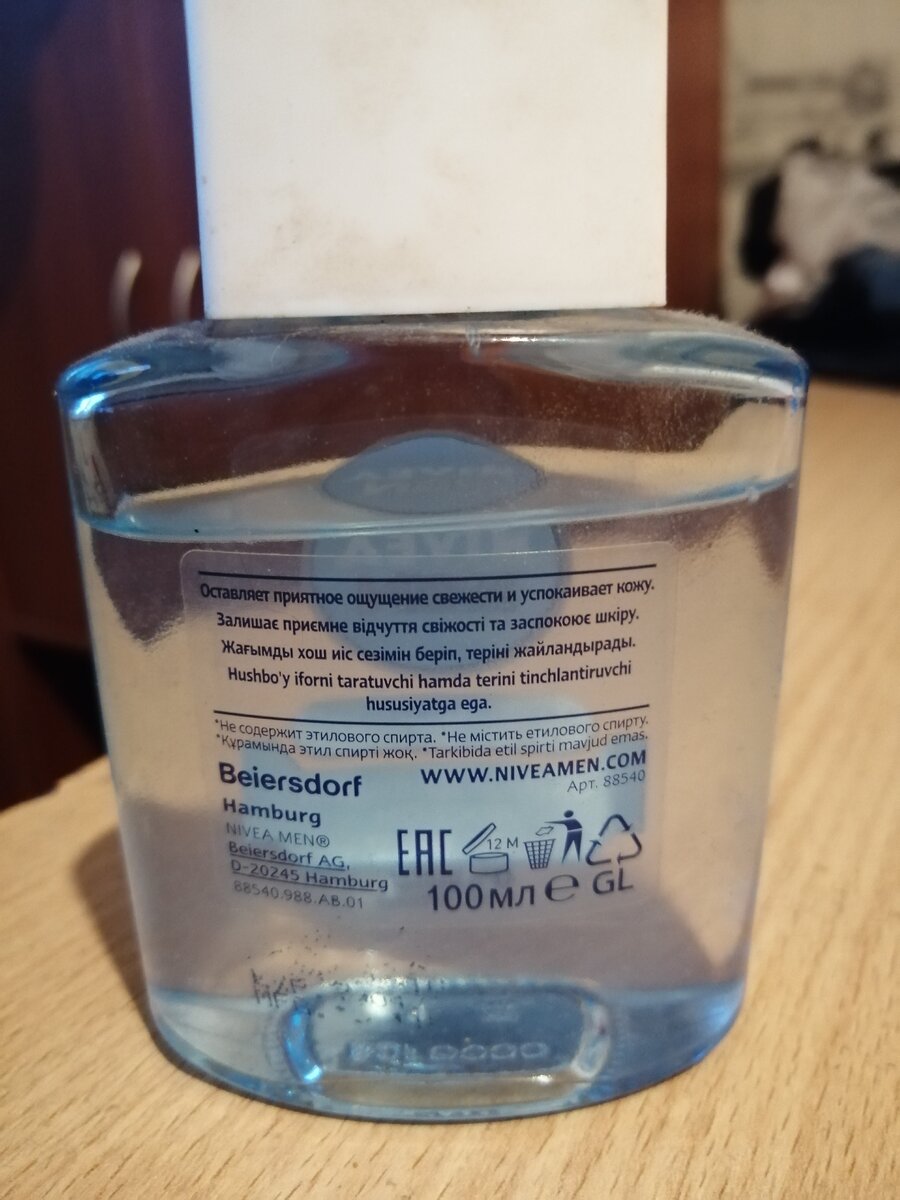 Оставляет приятное ощущение свежести и успокаивает кожу.
Залишає приємне відчуття свіжості та заспокоює шкіру.
Жағымды хош иіс сезімін беріп, теріні жайландырады.
Hushbo'y iforni taratuvchi hamda terini tinchlantiruvchi
hususiyatga ega.
*Не содержит этилового спирта. *Не містить етилового спирту.
*Құрамында этил спирті жоқ. *Tarkibida etil spirti mavjud emas.
Beiersdorf
Hamburg
NIVEA MEN®
Beiersdorf AG,
D-20245 Hamburg
88540.988.AB.01
WWW.NIVEAMEN.COM
Арт. 88540
EAC 12 M
100 мл e GL
NIVEA